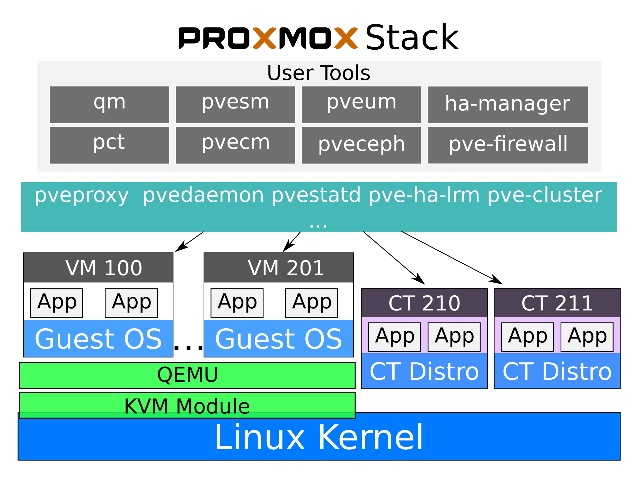 PROXMOX Stack
User Tools
qm pvesm pveum ha-manager
pct pvecm pveceph pve-firewall
pveproxy pvedaemon pvestatd pve-ha-lrm pve-cluster
...
VM 100 VM 201
CT 210 CT 211
App App App App
App App App App
Guest OS ... Guest OS
CT Distro CT Distro
QEMU
KVM Module
Linux Kernel